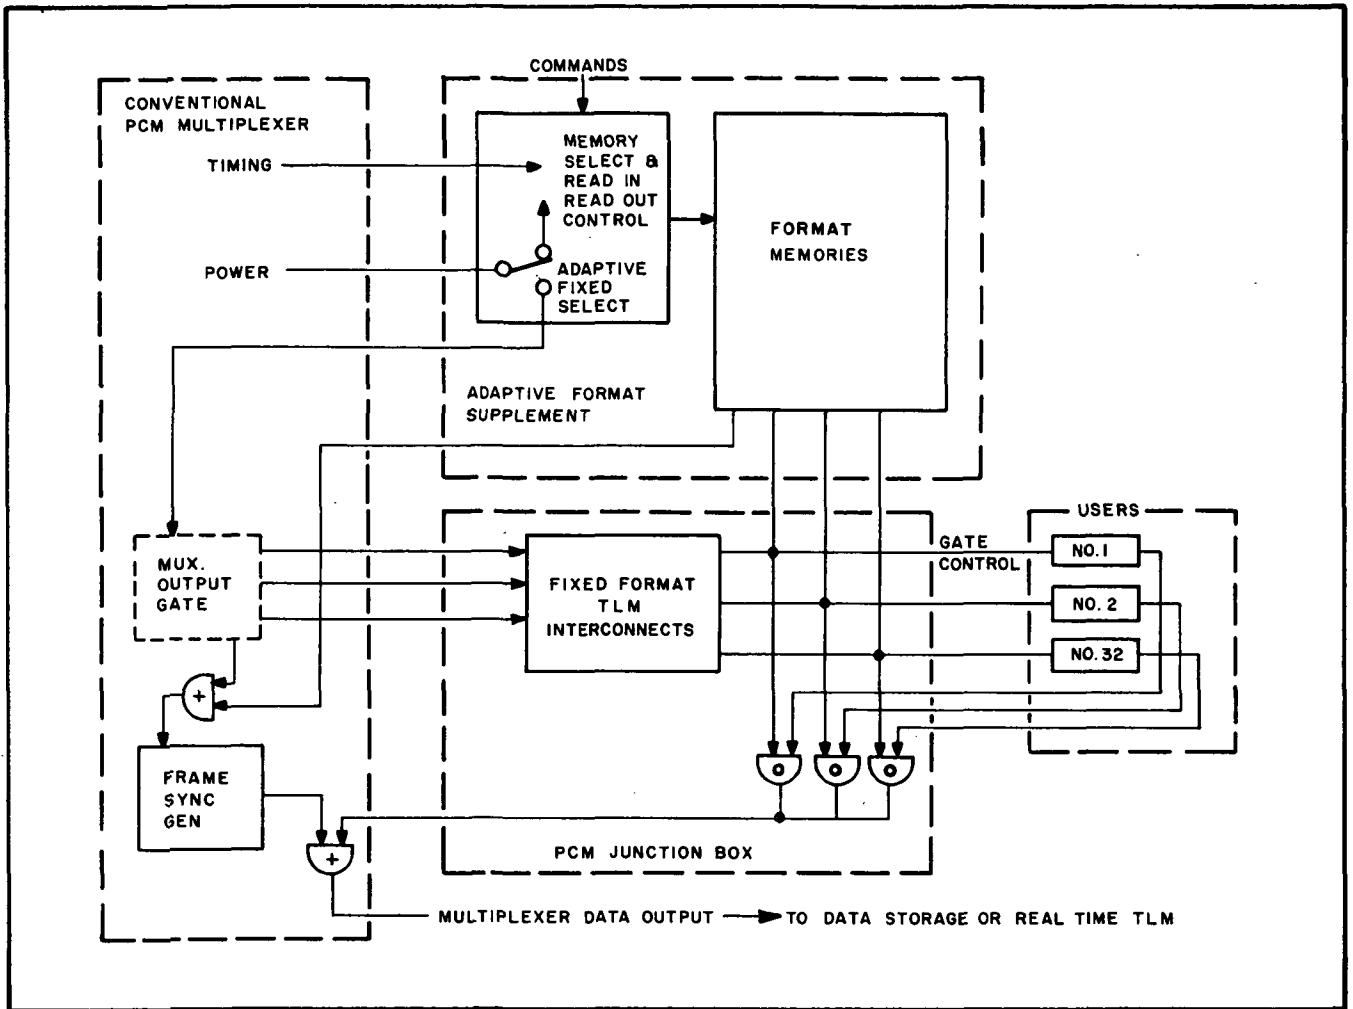 COMMANDS
CONVENTIONAL
PCM MULTIPLEXER
TIMING
MEMORY
SELECT &
READ IN
READ OUT
CONTROL
FORMAT
MEMORIES
POWER
ADAPTIVE
FIXED
SELECT
ADAPTIVE FORMAT
SUPPLEMENT
USERS
MUX.
OUTPUT
GATE
FIXED FORMAT
TLM
INTERCONNECTS
GATE
CONTROL
NO. 1
NO. 2
NO. 32
+
FRAME
SYNC
GEN
+
PCM JUNCTION BOX
MULTIPLEXER DATA OUTPUT
TO DATA STORAGE OR REAL TIME TLM